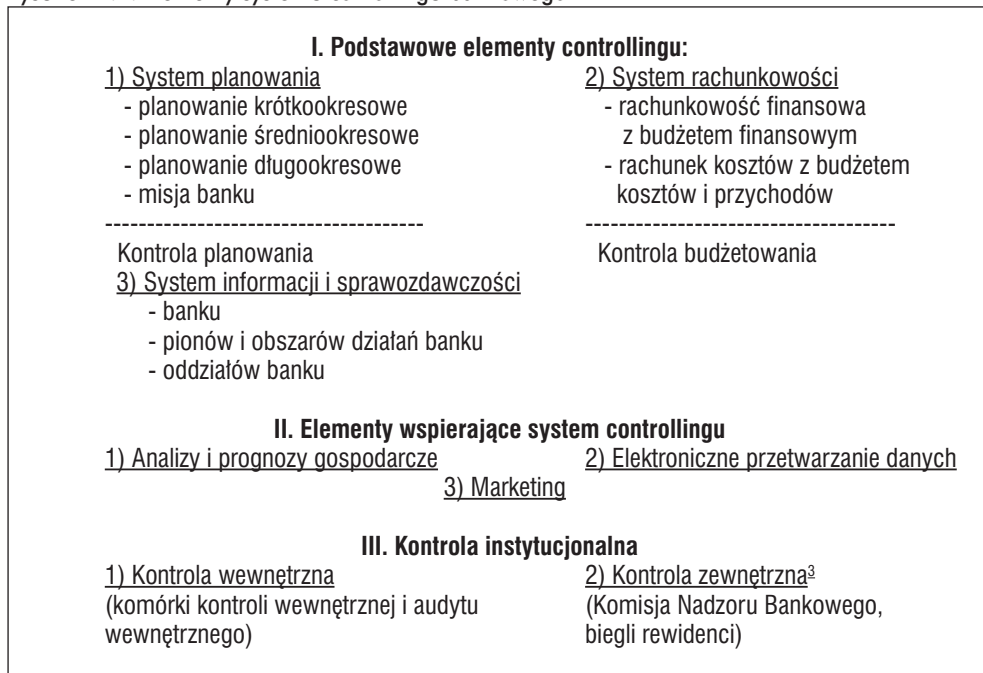 I. Podstawowe elementy controllingu:
1) System planowania
- planowanie krótkookresowe
- planowanie średniookresowe
- planowanie długookresowe
- misja banku
-------------------------------------
Kontrola planowania
2) System rachunkowości
- rachunkowość finansowa
z budżetem finansowym
- rachunek kosztów z budżetem
kosztów i przychodów
------------------------------------
Kontrola budżetowania
3) System informacji i sprawozdawczości
- banku
- pionów i obszarów działań banku
- oddziałów banku
II. Elementy wspierające system controllingu
1) Analizy i prognozy gospodarcze
2) Elektroniczne przetwarzanie danych
3) Marketing
III. Kontrola instytucjonalna
1) Kontrola wewnętrzna
(komórki kontroli wewnętrznej i audytu
wewnętrznego)
2) Kontrola zewnętrzna³
(Komisja Nadzoru Bankowego,
biegli rewidenci)